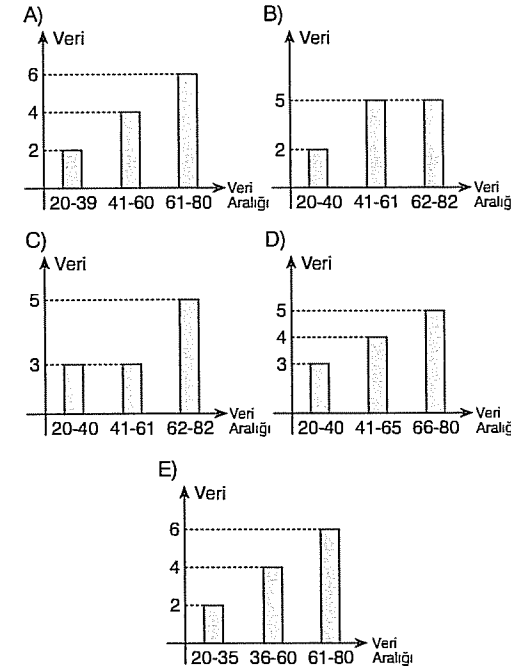 A)
Veri
6
4
2
20-39 41-60 61-80
Veri
Aralığı
B)
Veri
5
2
20-40 41-61 62-82
Veri
Aralığı
C)
Veri
5
3
20-40 41-61 62-82
Veri
Aralığı
D)
Veri
5
4
3
20-40 41-65 66-80
Veri
Aralığı
E)
Veri
6
4
2
20-35 36-60 61-80
Veri
Aralığı